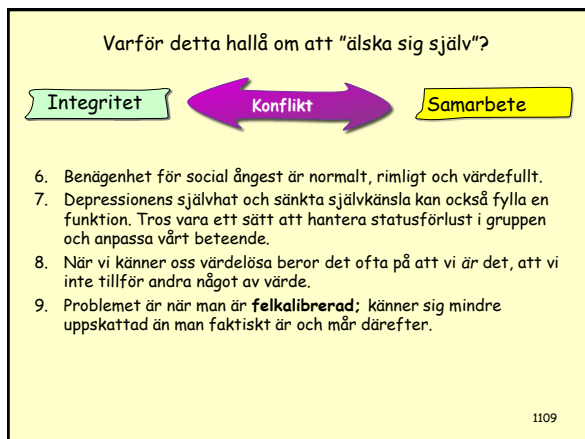 Varför detta hallå om att ”älska sig själv”?
Integritet
Konflikt
Samarbete
6. Benägenhet för social ångest är normalt, rimligt och värdefullt.
7. Depressionens självhat och sänkta självkänsla kan också fylla en
funktion. Tros vara ett sätt att hantera statusförlust i gruppen
och anpassa vårt beteende.
8. När vi känner oss värdelösa beror det ofta på att vi är det, att vi
inte tillför andra något av värde.
9. Problemet är när man är felkalibrerad; känner sig mindre
uppskattad än man faktiskt är och mår därefter.
1109